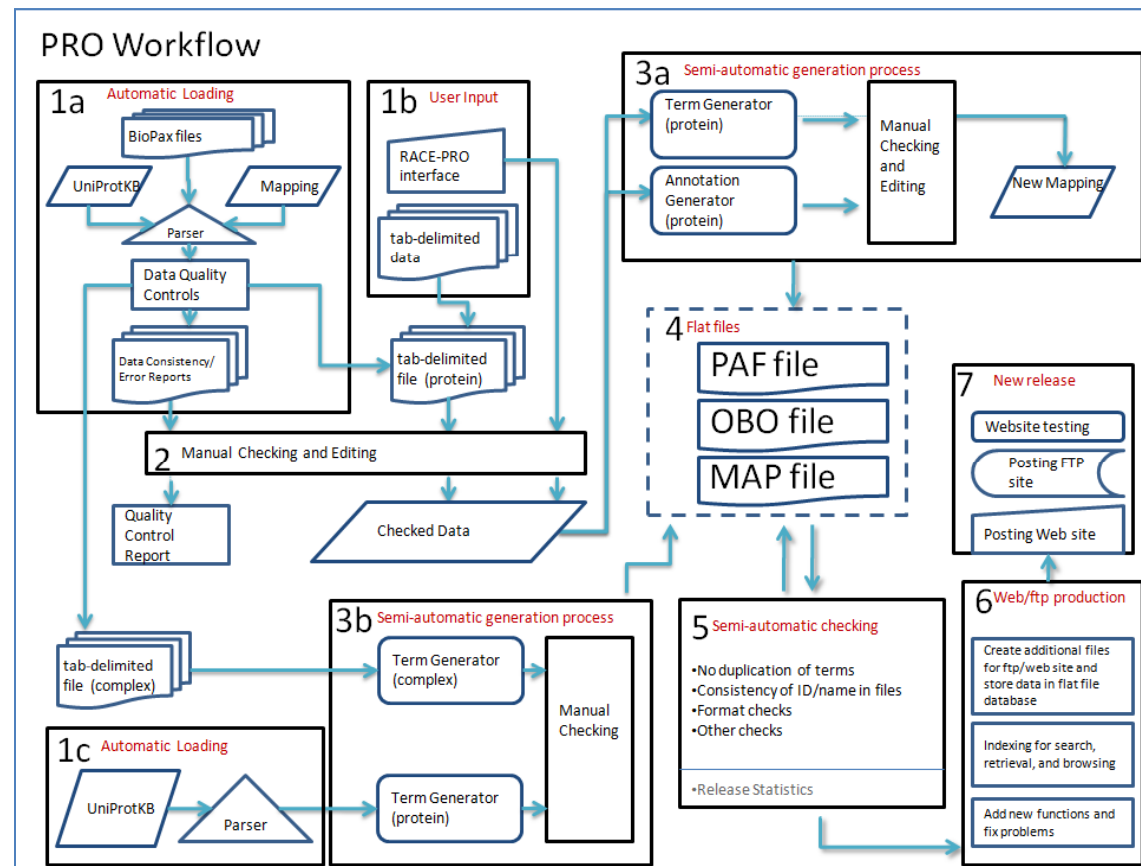 PRO Workflow
1a
Automatic Loading
BioPax files
UniProtKB
Mapping
Parser
Data Quality
Controls
Data Consistency/
Error Reports
1b
User Input
RACE-PRO
interface
tab-delimited
data
tab-delimited
file (protein)
2
Manual Checking and Editing
Quality
Control
Report
Checked Data
3a
Semi-automatic generation process
Term Generator
(protein)
Annotation
Generator
(protein)
Manual
Checking
and
Editing
New Mapping
4
Flat files
PAF file
OBO file
MAP file
tab-delimited
file (complex)
1c
Automatic Loading
UniProtKB
Parser
3b
Semi-automatic generation process
Term Generator
(complex)
Term Generator
(protein)
Manual
Checking
5
Semi-automatic checking
•No duplication of terms
•Consistency of ID/name in files
•Format checks
•Other checks
•Release Statistics
7
New release
Website testing
Posting FTP
site
Posting Web site
6
Web/ftp production
Create additional files
for ftp/web site and
store data in flat file
database
Indexing for search,
retrieval, and browsing
Add new functions and
fix problems